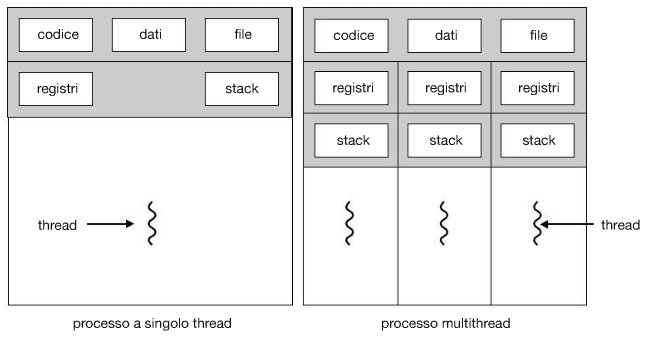 codice dati file
registri stack
thread
processo a singolo thread
codice dati file
registri registri registri
stack stack stack
thread
processo multithread